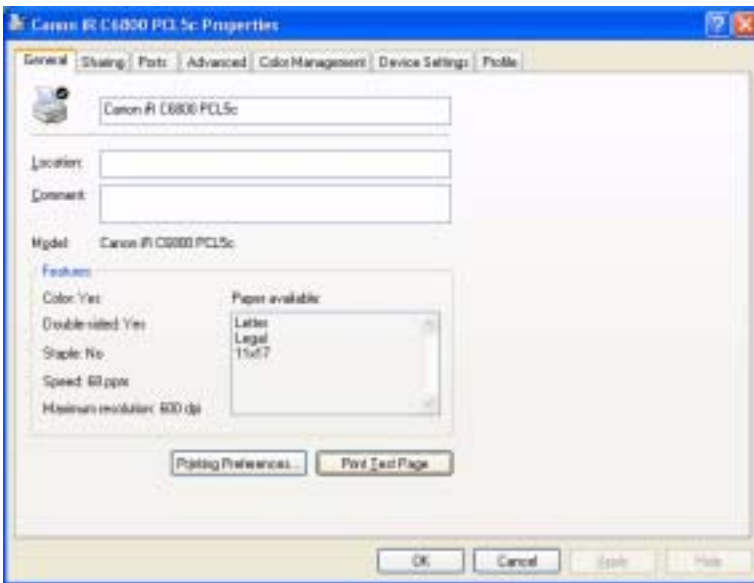 Canon iR C6800 PCL5c Properties
General Sharing Ports Advanced Color Management Device Settings Profile
Canon iR C6800 PCL5c
Location:
Comment:
Model: Canon iR C6800 PCL5c
Features
Color: Yes Paper available:
Double-sided: Yes Letter
Legal
Staple: No 11x17
Speed: 68 ppm
Maximum resolution: 600 dpi
Printing Preferences... Print Test Page
OK Cancel Apply Help